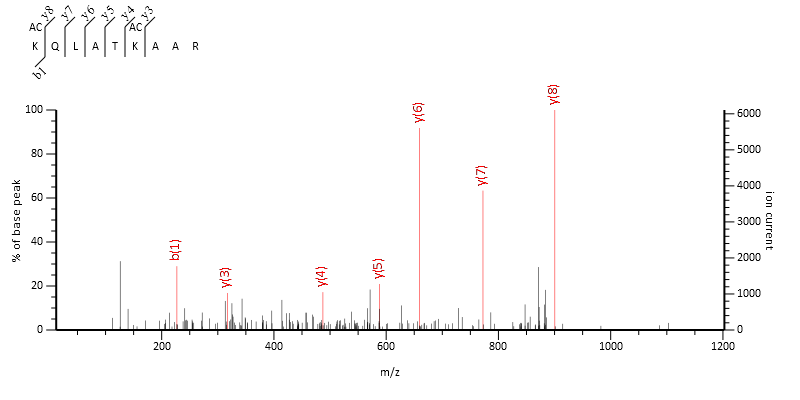 y8 y7 y6 y5 y4 y3
AC AC
K Q L A T K A A R
b1
100 80 60 40 20 0
% of base peak
b(1) y(3) y(4) y(5) y(6) y(7) y(8)
6000 5000 4000 3000 2000 1000 0
ion current
200 400 600 800 1000 1200
m/z